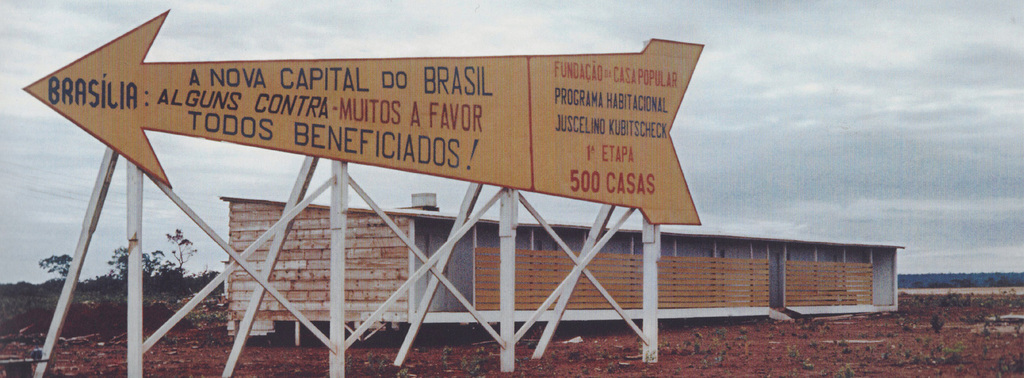 BRASÍLIA:
A NOVA CAPITAL DO BRASIL
ALGUNS CONTRA - MUITOS A FAVOR
TODOS BENEFICIADOS!
FUNDAÇÃO DA CASA POPULAR
PROGRAMA HABITACIONAL
JUSCELINO KUBITSCHECK
1ª ETAPA
500 CASAS